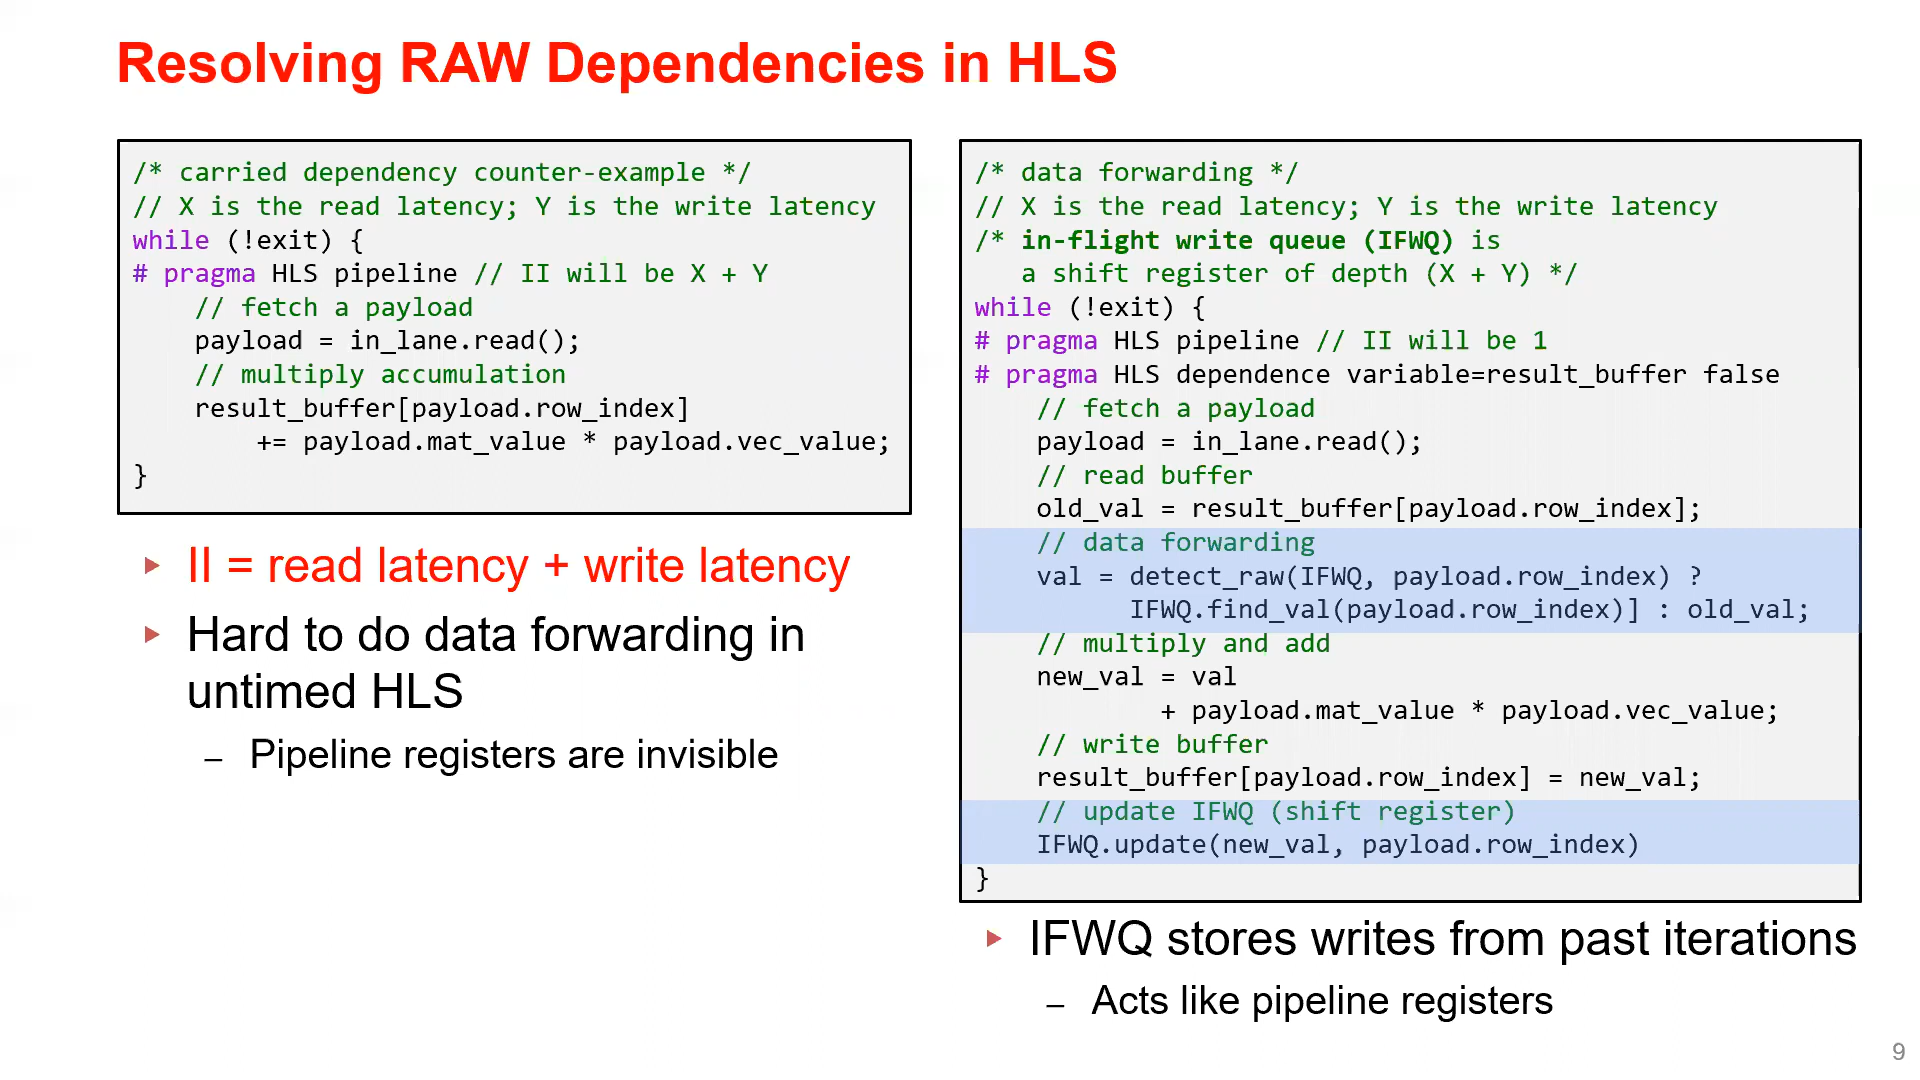 Resolving RAW Dependencies in HLS
/* carried dependency counter-example */
// X is the read latency; Y is the write latency
while (!exit) {
# pragma HLS pipeline // II will be X + Y
// fetch a payload
payload = in_lane.read();
// multiply accumulation
result_buffer[payload.row_index]
+= payload.mat_value * payload.vec_value;
}
II = read latency + write latency
Hard to do data forwarding in
untimed HLS
– Pipeline registers are invisible
/* data forwarding */
// X is the read latency; Y is the write latency
/* in-flight write queue (IFWQ) is
a shift register of depth (X + Y) */
while (!exit) {
# pragma HLS pipeline // II will be 1
# pragma HLS dependence variable=result_buffer false
// fetch a payload
payload = in_lane.read();
// read buffer
old_val = result_buffer[payload.row_index];
// data forwarding
val = detect_raw(IFWQ, payload.row_index) ?
IFWQ.find_val(payload.row_index)] : old_val;
// multiply and add
new_val = val
+ payload.mat_value * payload.vec_value;
// write buffer
result_buffer[payload.row_index] = new_val;
// update IFWQ (shift register)
IFWQ.update(new_val, payload.row_index)
}
IFWQ stores writes from past iterations
– Acts like pipeline registers
9